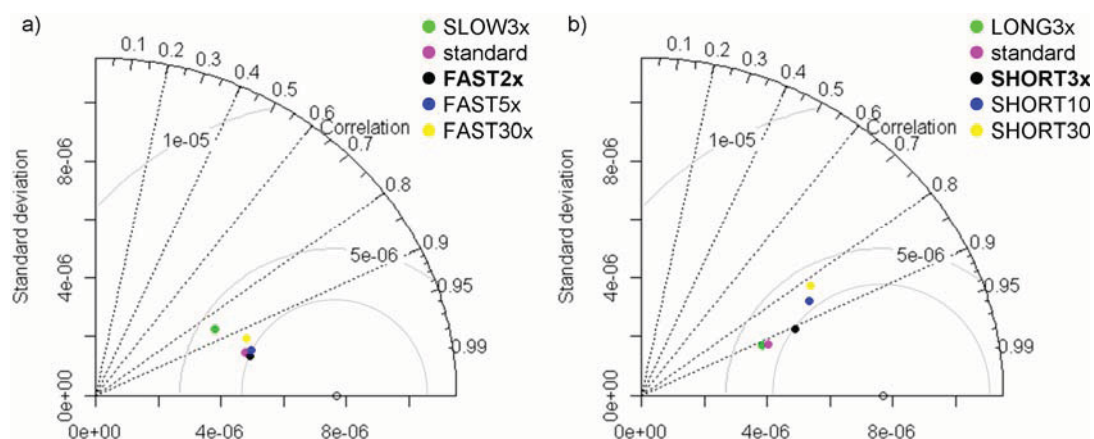 a)
SLOW3x
standard
FAST2x
FAST5x
FAST30x
0.1
0.2
0.3
0.4
0.5
0.6
Correlation
0.7
0.8
0.9
0.95
0.99
1e-05
5e-06
Standard deviation
8e-06
4e-06
0e+00
0e+00
4e-06
8e-06
b)
LONG3x
standard
SHORT3x
SHORT10
SHORT30
0.1
0.2
0.3
0.4
0.5
0.6
Correlation
0.7
0.8
0.9
0.95
0.99
1e-05
5e-06
Standard deviation
8e-06
4e-06
0e+00
0e+00
4e-06
8e-06